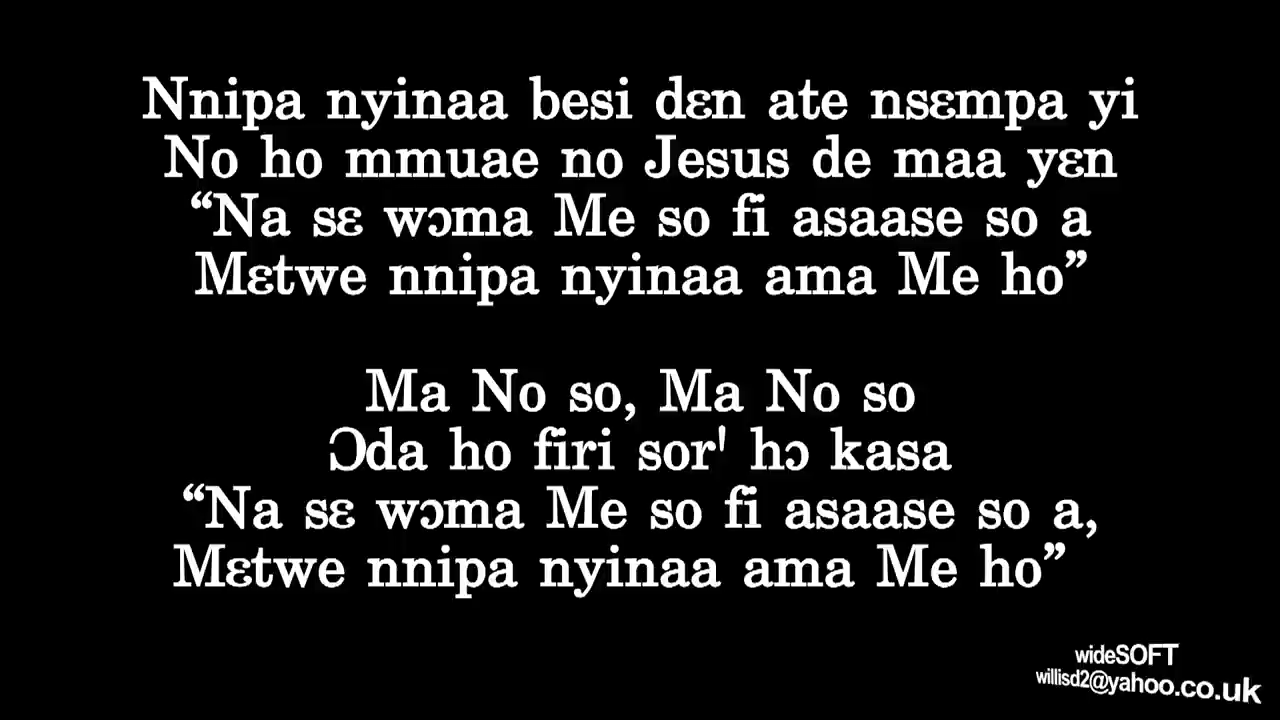 Nnipa nyinaa besi dɛn ate nsɛmpa yi
No ho mmuae no Jesus de maa yɛn
“Na sɛ wɔma Me so fi asaase so a
Mɛtwe nnipa nyinaa ama Me ho”
Ma No so, Ma No so
Ɔda ho firi sor' hɔ kasa
“Na sɛ wɔma Me so fi asaase so a,
Mɛtwe nnipa nyinaa ama Me ho”
wideSOFT
willisd2@yahoo.co.uk